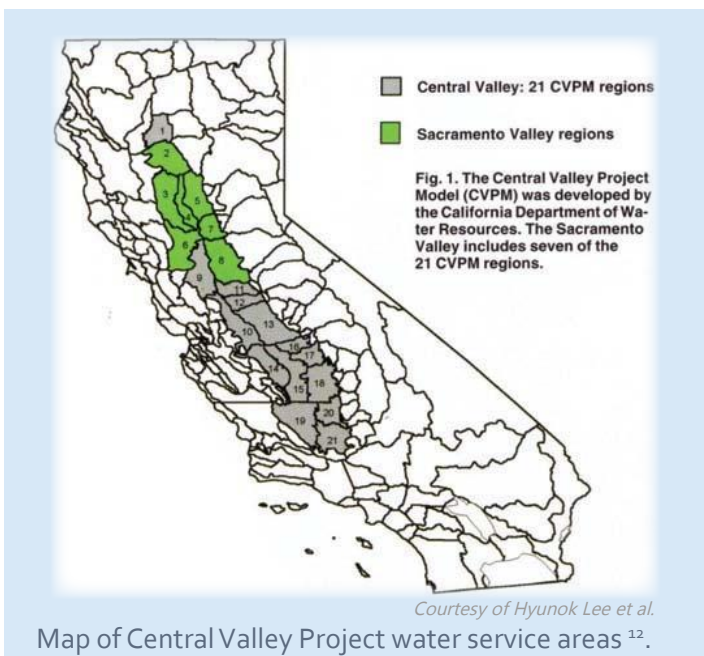 Central Valley: 21 CVPM regions
Sacramento Valley regions
Fig. 1. The Central Valley Project
Model (CVPM) was developed by
the California Department of Wa-
ter Resources. The Sacramento
Valley includes seven of the
21 CVPM regions.
1
2
3
5
4
7
6
8
9
11
12
13
10
16
17
14
15
18
19
20
21
Courtesy of Hyunok Lee et al.
Map of Central Valley Project water service areas 12.